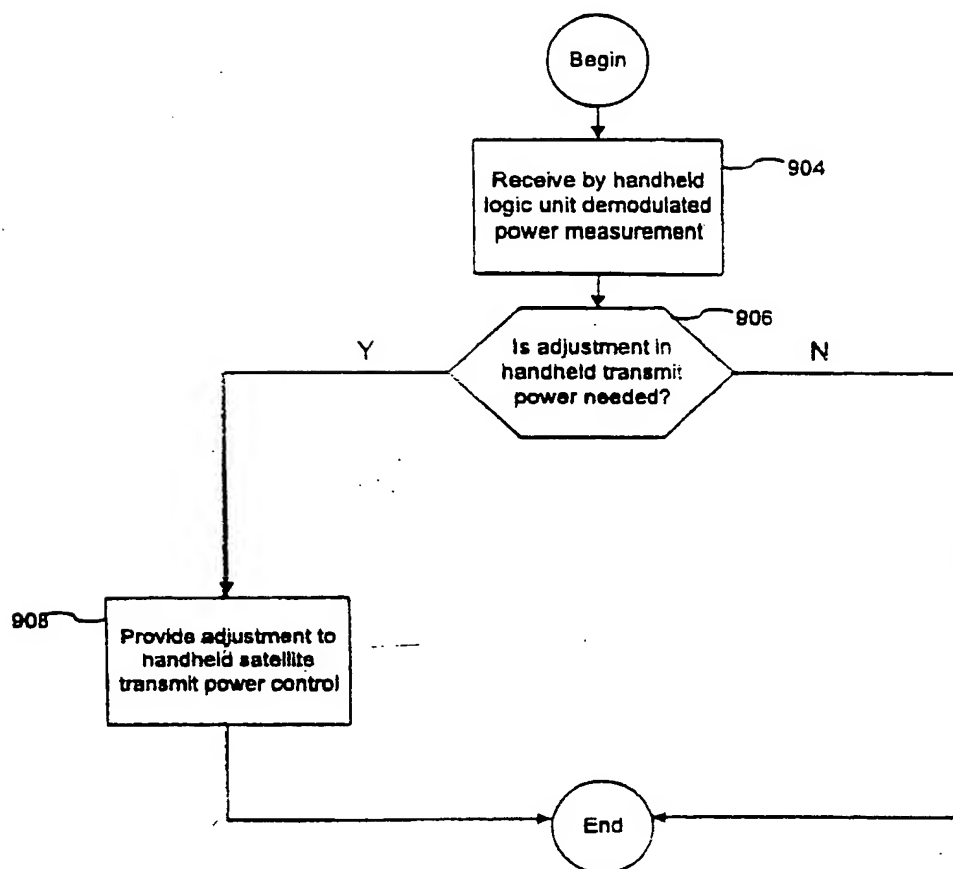 Begin
Receive by handheld
logic unit demodulated
power measurement
904
906
Y
Is adjustment in
handheld transmit
power needed?
N
908
Provide adjustment to
handheld satellite
transmit power control
End